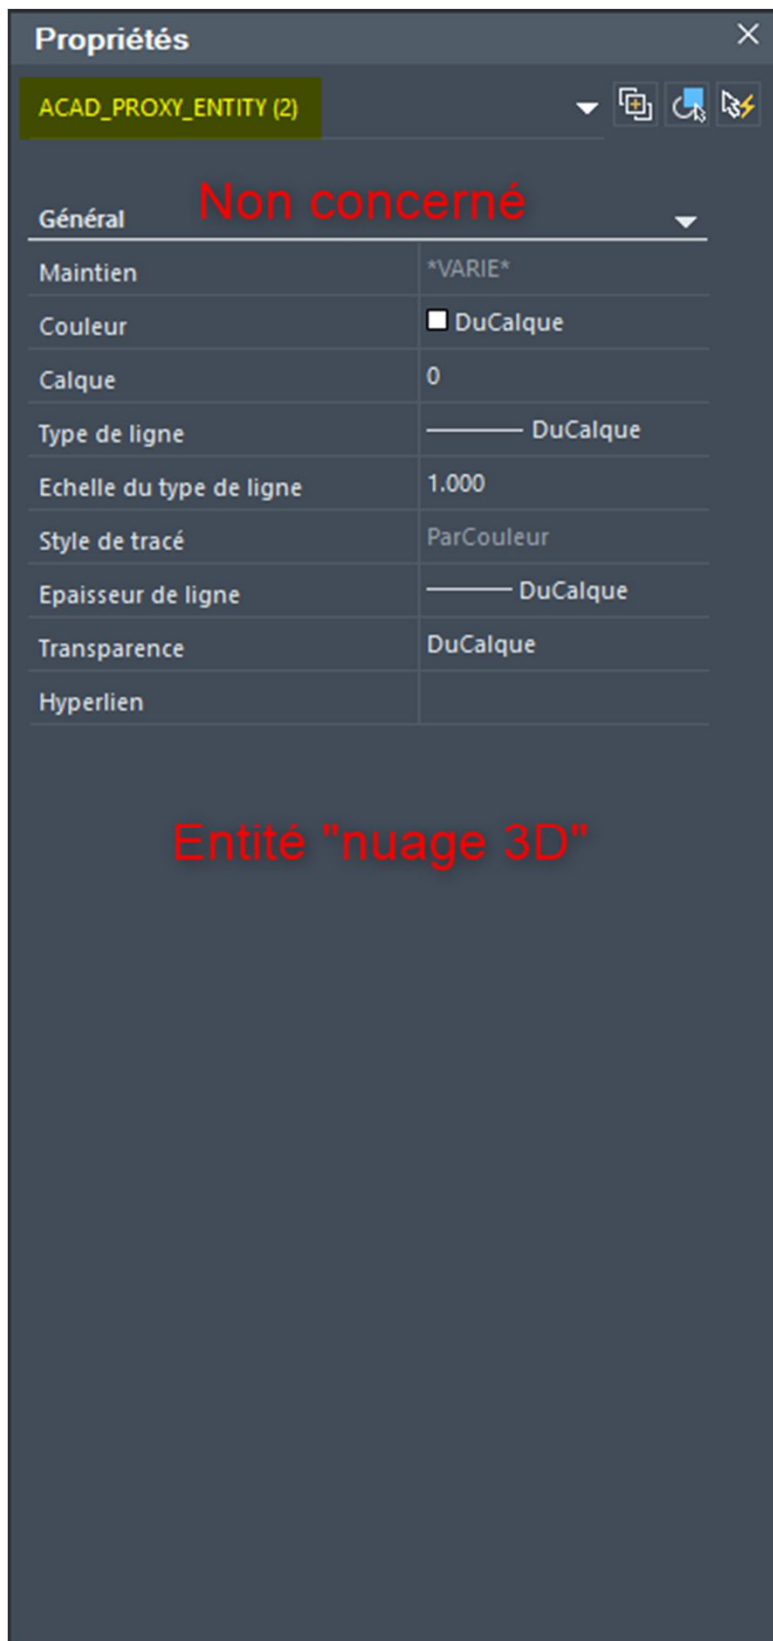 Propriétés
ACAD_PROXY_ENTITY (2)
Non concerné
Général
Maintien *VARIE*
Couleur DuCalque
Calque 0
Type de ligne DuCalque
Echelle du type de ligne 1.000
Style de tracé ParCouleur
Epaisseur de ligne DuCalque
Transparence DuCalque
Hyperlien
Entité "nuage 3D"